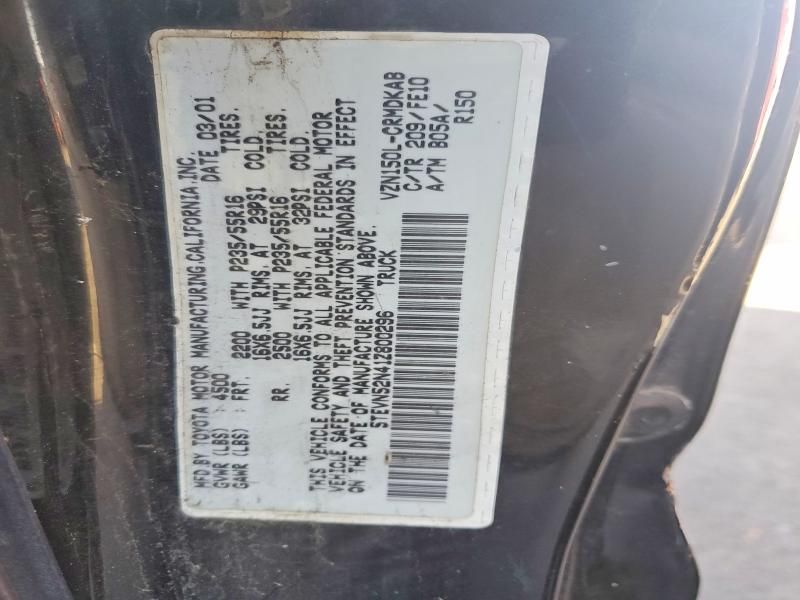 MFD.BY TOYOTA MOTOR MANUFACTURING,CALIFORNIA.INC.
GVWR (LBS) : 4500 DATE 03/01
GAWR (LBS) : FRT. 2200 WITH P235/55R16 TIRES.
16X6.5JJ RIMS. AT 29PSI COLD.
RR. 2500 WITH P235/55R16 TIRES.
16X6.5JJ RIMS. AT 32PSI COLD.
THIS VEHICLE CONFORMS TO ALL APPLICABLE FEDERAL MOTOR
VEHICLE SAFETY AND THEFT PREVENTION STANDARDS IN EFFECT
ON THE DATE OF MANUFACTURE SHOWN ABOVE.
5TEVN52N41Z800296 TRUCK
VZN150L-CRMDKAB
C/TR 209/FE10
A/TM B05A/
R150